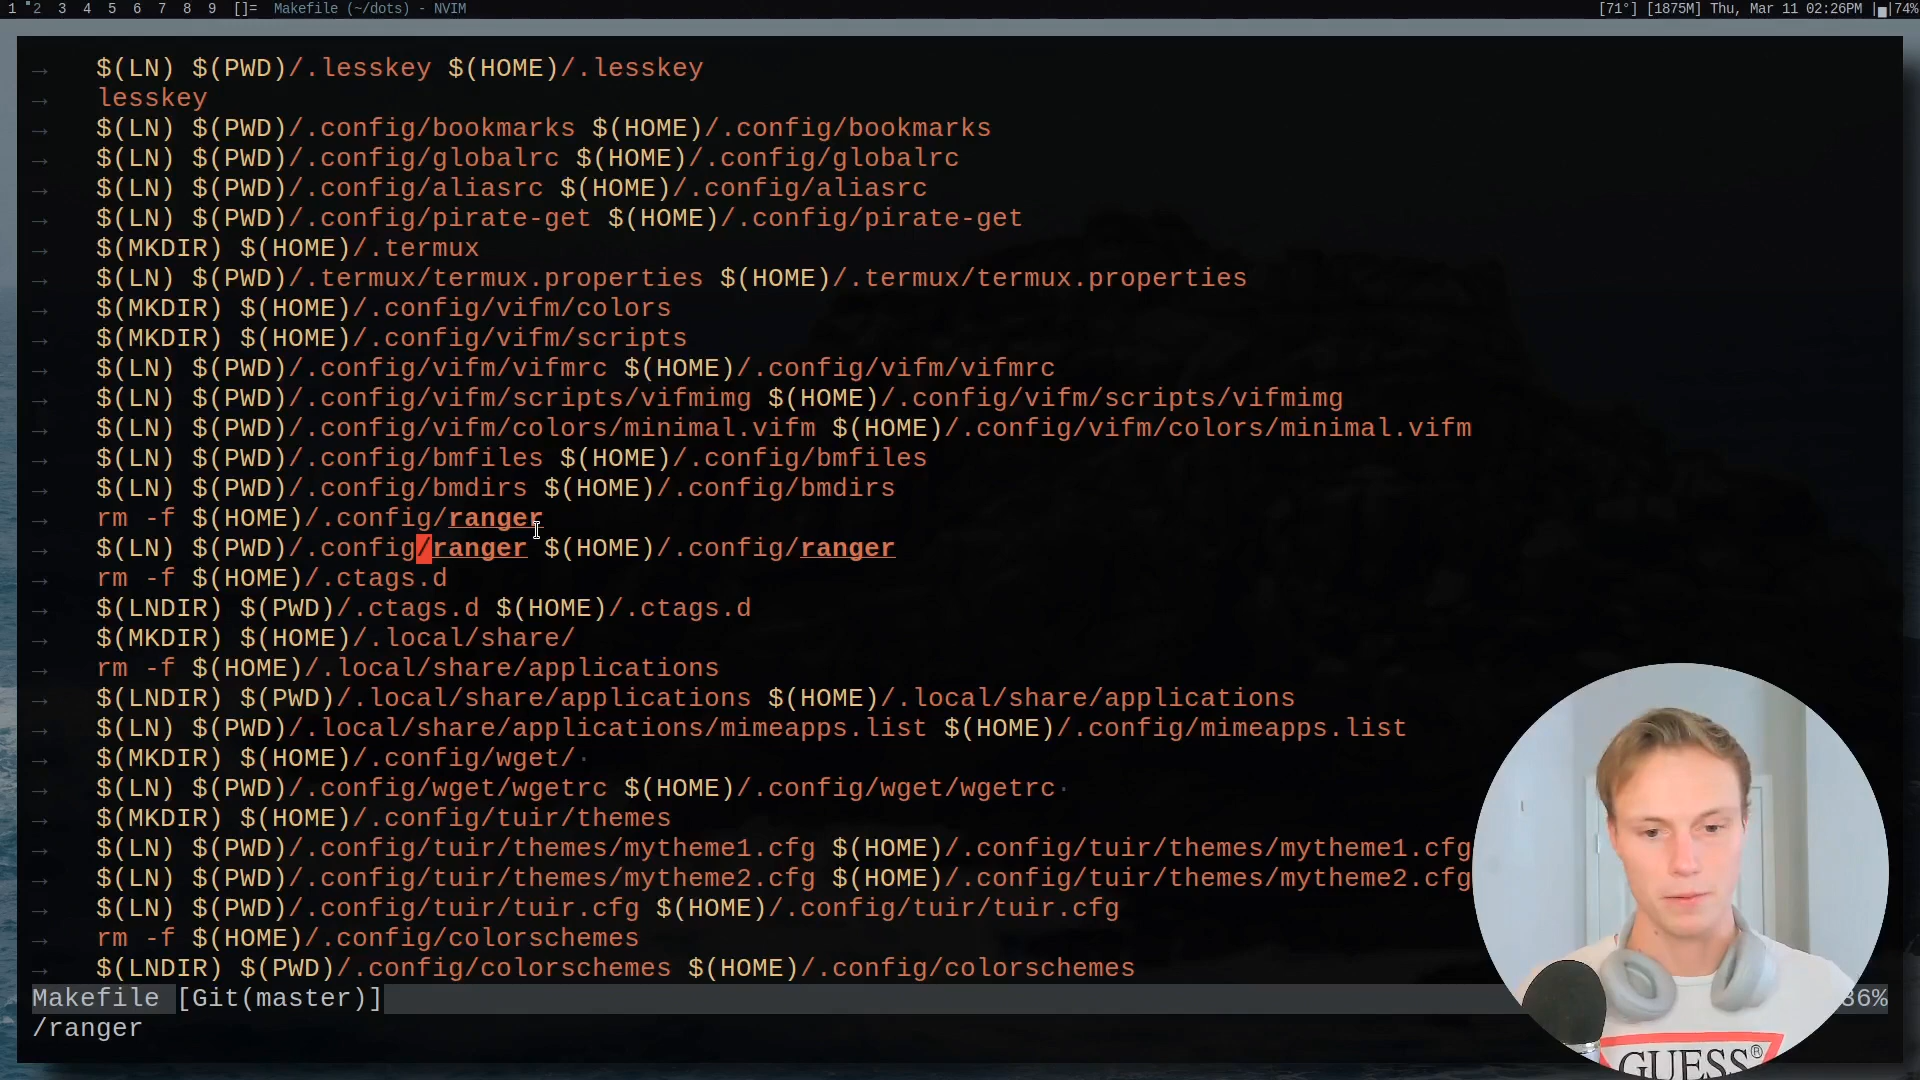 1 2 3 4 5 6 7 8 9 []= Makefile (~/dots) - NVIM [71°] [1875M] Thu, Mar 11 02:26PM | |74%
→ $(LN) $(PWD)/.lesskey $(HOME)/.lesskey
→ lesskey
→ $(LN) $(PWD)/.config/bookmarks $(HOME)/.config/bookmarks
→ $(LN) $(PWD)/.config/globalrc $(HOME)/.config/globalrc
→ $(LN) $(PWD)/.config/aliasrc $(HOME)/.config/aliasrc
→ $(LN) $(PWD)/.config/pirate-get $(HOME)/.config/pirate-get
→ $(MKDIR) $(HOME)/.termux
→ $(LN) $(PWD)/.termux/termux.properties $(HOME)/.termux/termux.properties
→ $(MKDIR) $(HOME)/.config/vifm/colors
→ $(MKDIR) $(HOME)/.config/vifm/scripts
→ $(LN) $(PWD)/.config/vifm/vifmrc $(HOME)/.config/vifm/vifmrc
→ $(LN) $(PWD)/.config/vifm/scripts/vifmimg $(HOME)/.config/vifm/scripts/vifmimg
→ $(LN) $(PWD)/.config/vifm/colors/minimal.vifm $(HOME)/.config/vifm/colors/minimal.vifm
→ $(LN) $(PWD)/.config/bmfiles $(HOME)/.config/bmfiles
→ $(LN) $(PWD)/.config/bmdirs $(HOME)/.config/bmdirs
→ rm -f $(HOME)/.config/ranger
→ $(LN) $(PWD)/.config/ranger $(HOME)/.config/ranger
→ rm -f $(HOME)/.ctags.d
→ $(LNDIR) $(PWD)/.ctags.d $(HOME)/.ctags.d
→ $(MKDIR) $(HOME)/.local/share/
→ rm -f $(HOME)/.local/share/applications
→ $(LNDIR) $(PWD)/.local/share/applications $(HOME)/.local/share/applications
→ $(LN) $(PWD)/.local/share/applications/mimeapps.list $(HOME)/.config/mimeapps.list
→ $(MKDIR) $(HOME)/.config/wget/·
→ $(LN) $(PWD)/.config/wget/wgetrc $(HOME)/.config/wget/wgetrc·
→ $(MKDIR) $(HOME)/.config/tuir/themes
→ $(LN) $(PWD)/.config/tuir/themes/mytheme1.cfg $(HOME)/.config/tuir/themes/mytheme1.cfg
→ $(LN) $(PWD)/.config/tuir/themes/mytheme2.cfg $(HOME)/.config/tuir/themes/mytheme2.cfg
→ $(LN) $(PWD)/.config/tuir/tuir.cfg $(HOME)/.config/tuir/tuir.cfg
→ rm -f $(HOME)/.config/colorschemes
→ $(LNDIR) $(PWD)/.config/colorschemes $(HOME)/.config/colorschemes
Makefile [Git(master)] 36%
/ranger
GUESS®